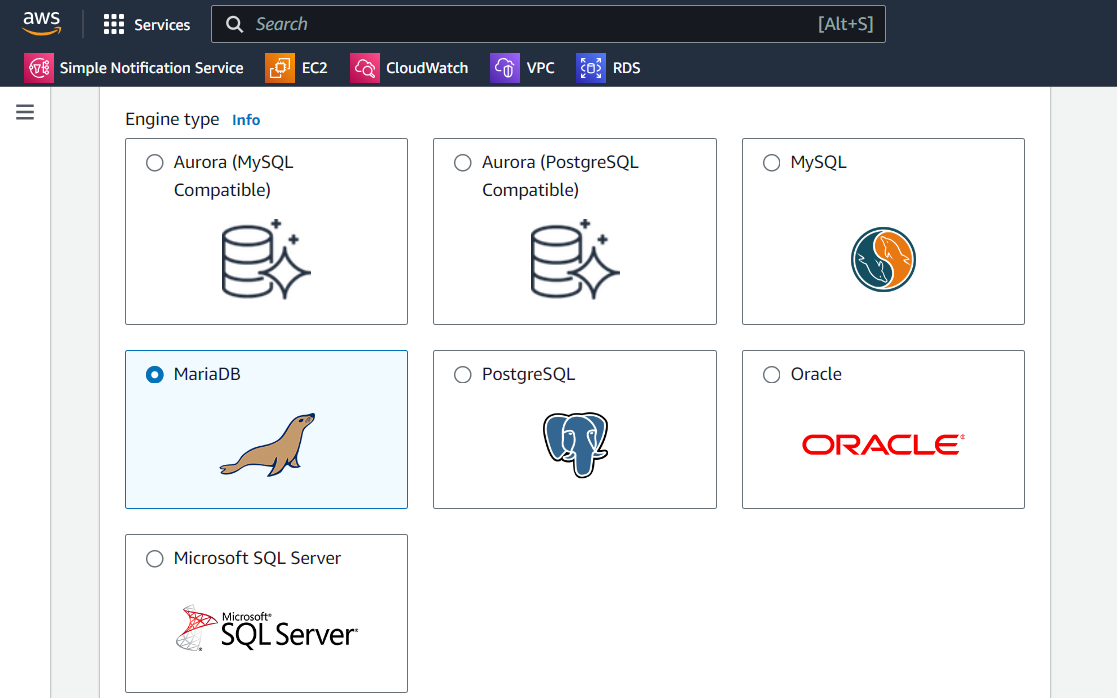 aws
Services
Search
[Alt+S]
Simple Notification Service
EC2
CloudWatch
VPC
RDS
Engine type Info
Aurora (MySQL
Compatible)
Aurora (PostgreSQL
Compatible)
MySQL
MariaDB
PostgreSQL
Oracle
ORACLE®
Microsoft SQL Server
Microsoft®
SQL Server®